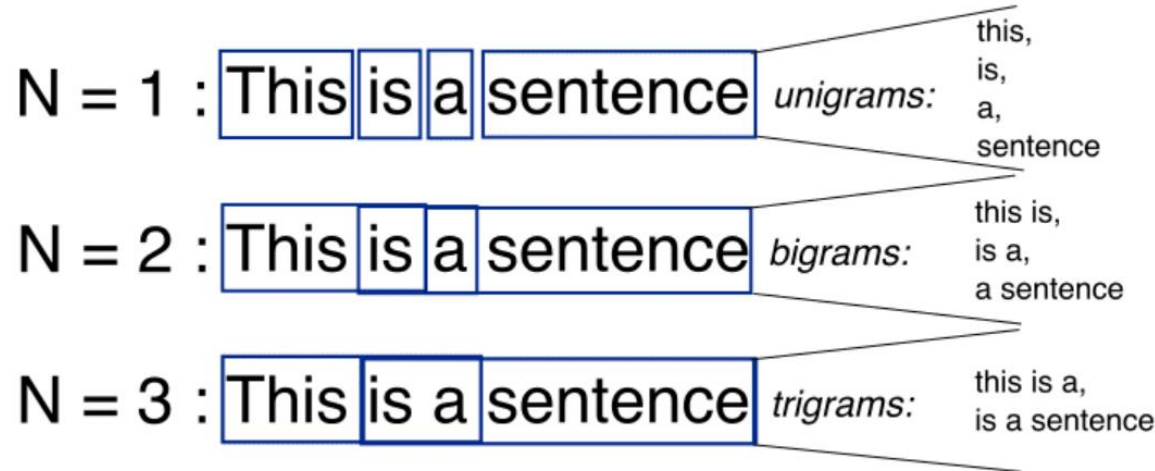 N = 1 : This is a sentence unigrams:
this,
is,
a,
sentence
N = 2 : This is a sentence bigrams:
this is,
is a,
a sentence
N = 3 : This is a sentence trigrams:
this is a,
is a sentence